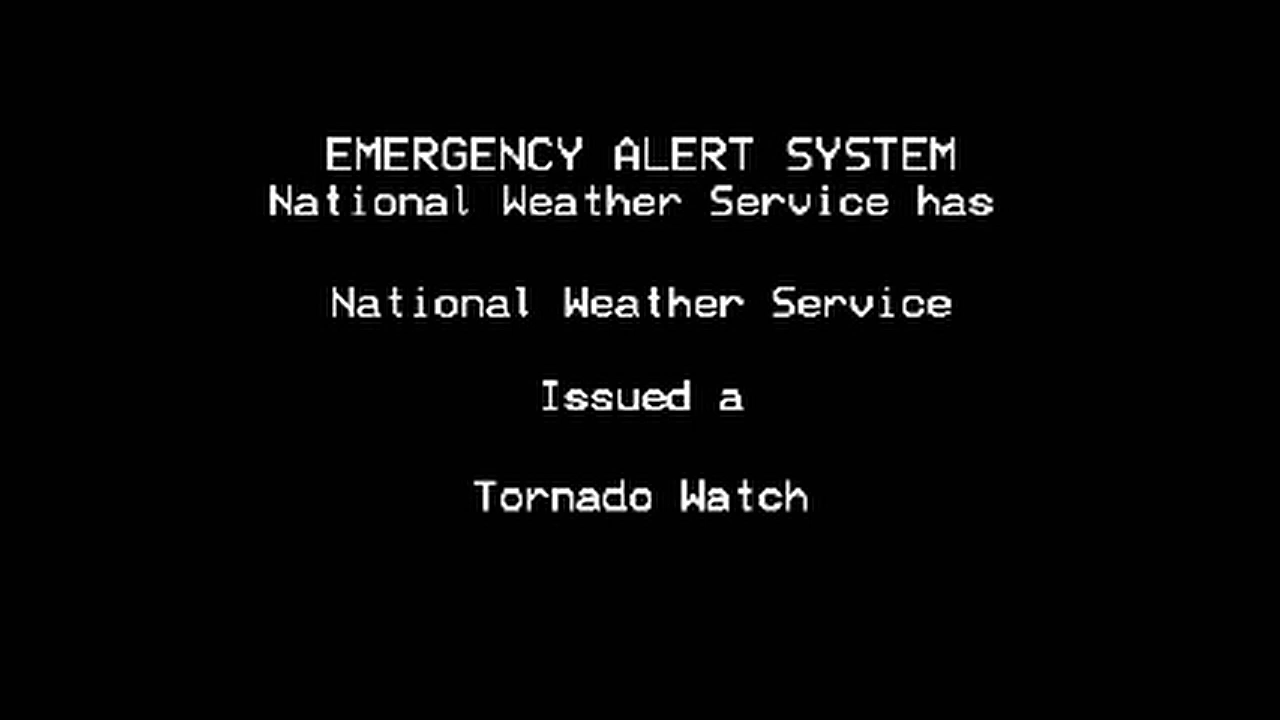 EMERGENCY ALERT SYSTEM
National Weather Service has
National Weather Service
Issued a
Tornado Watch